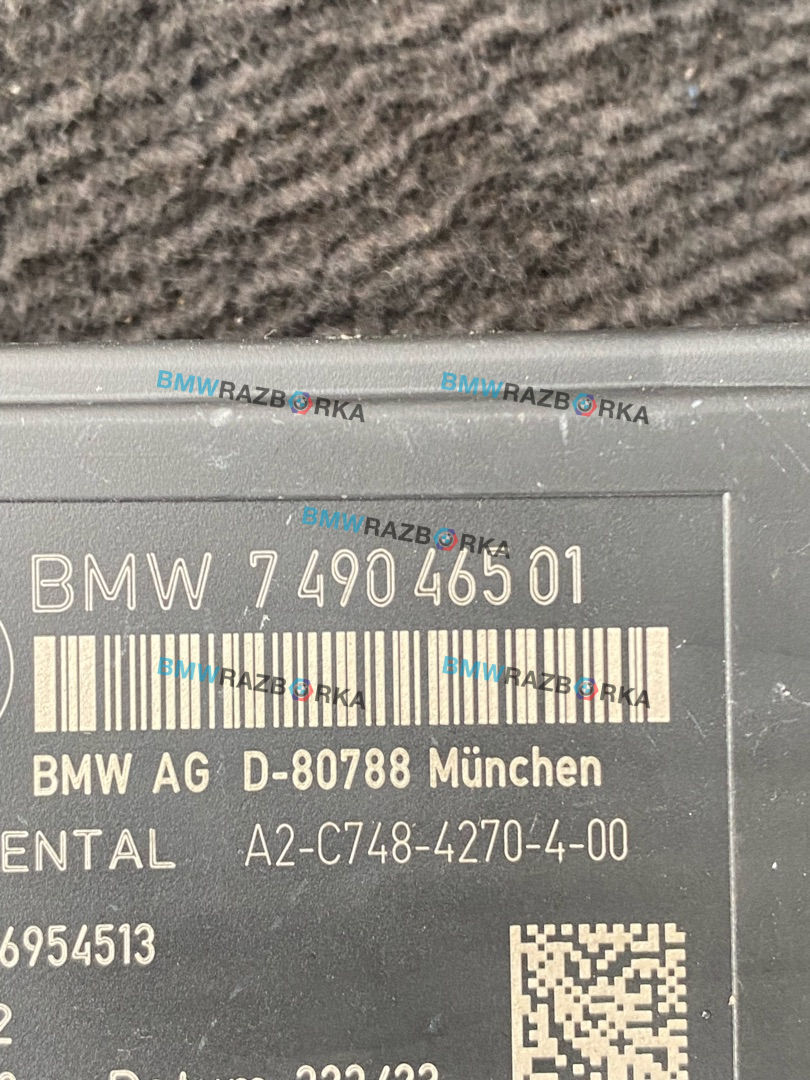 BMWRAZBORKA BMWRAZBORKA
BMWRAZBORKA
BMW 7 490 465 01
BMWRAZBORKA BMWRAZBORKA
BMW AG D-80788 München
ENTAL A2-C748-4270-4-00
6954513
2